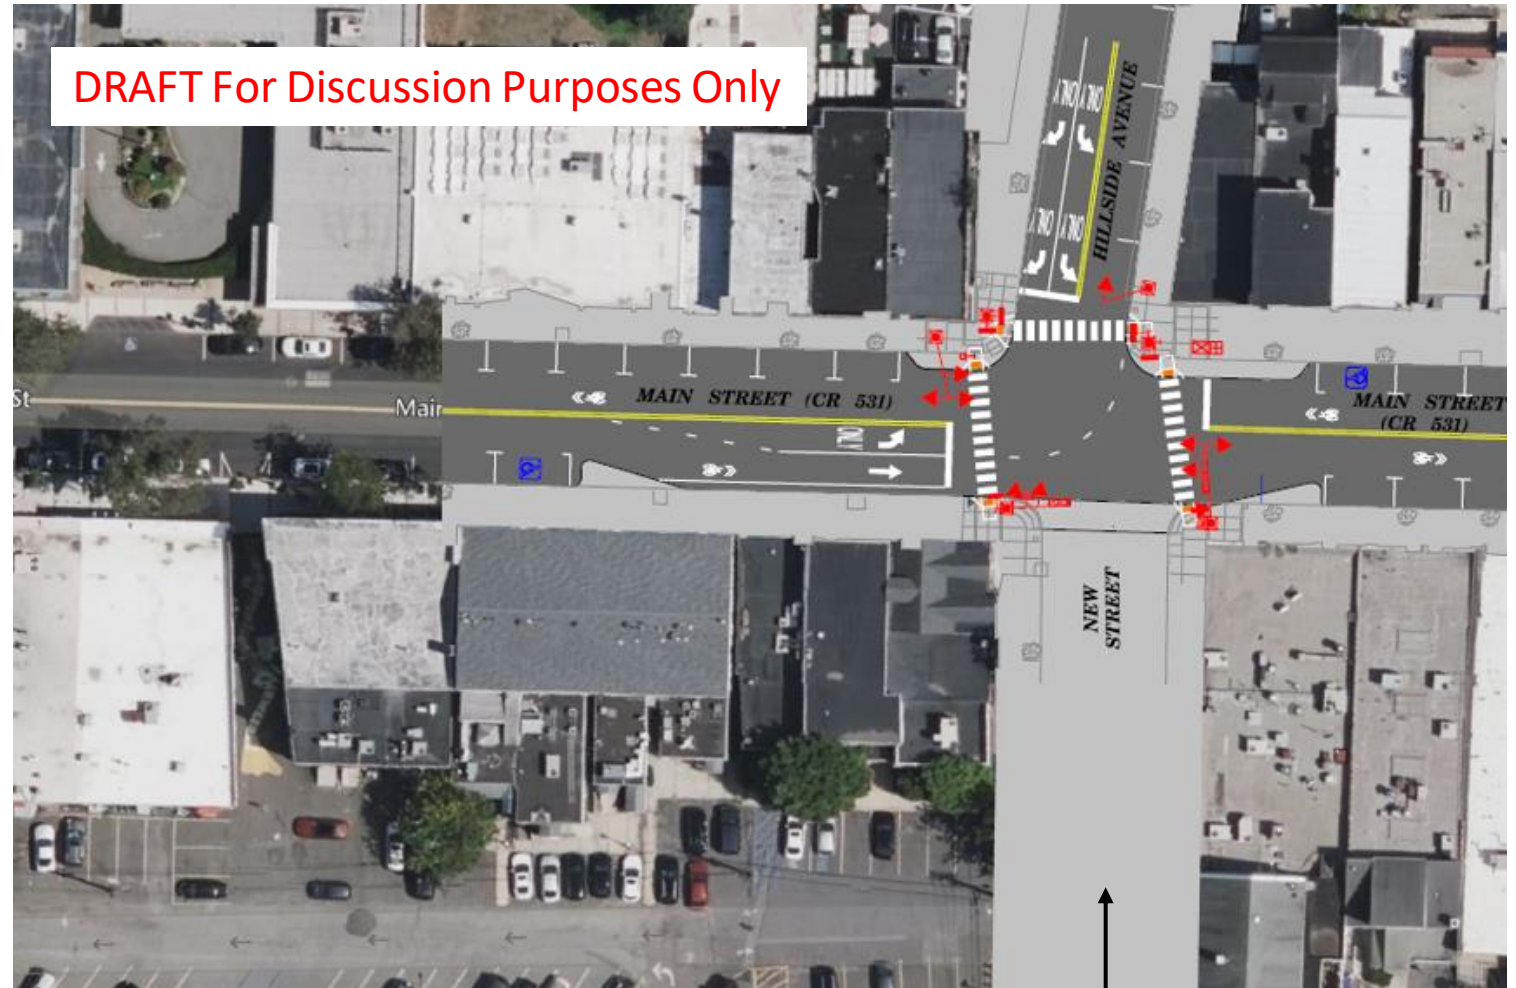 DRAFT For Discussion Purposes Only
ONLY
ONLY
ONLY
ONLY
HILLSIDE AVENUE
St
Main
MAIN STREET (CR 531)
ONLY
MAIN STREET
(CR 531)
NEW
STREET